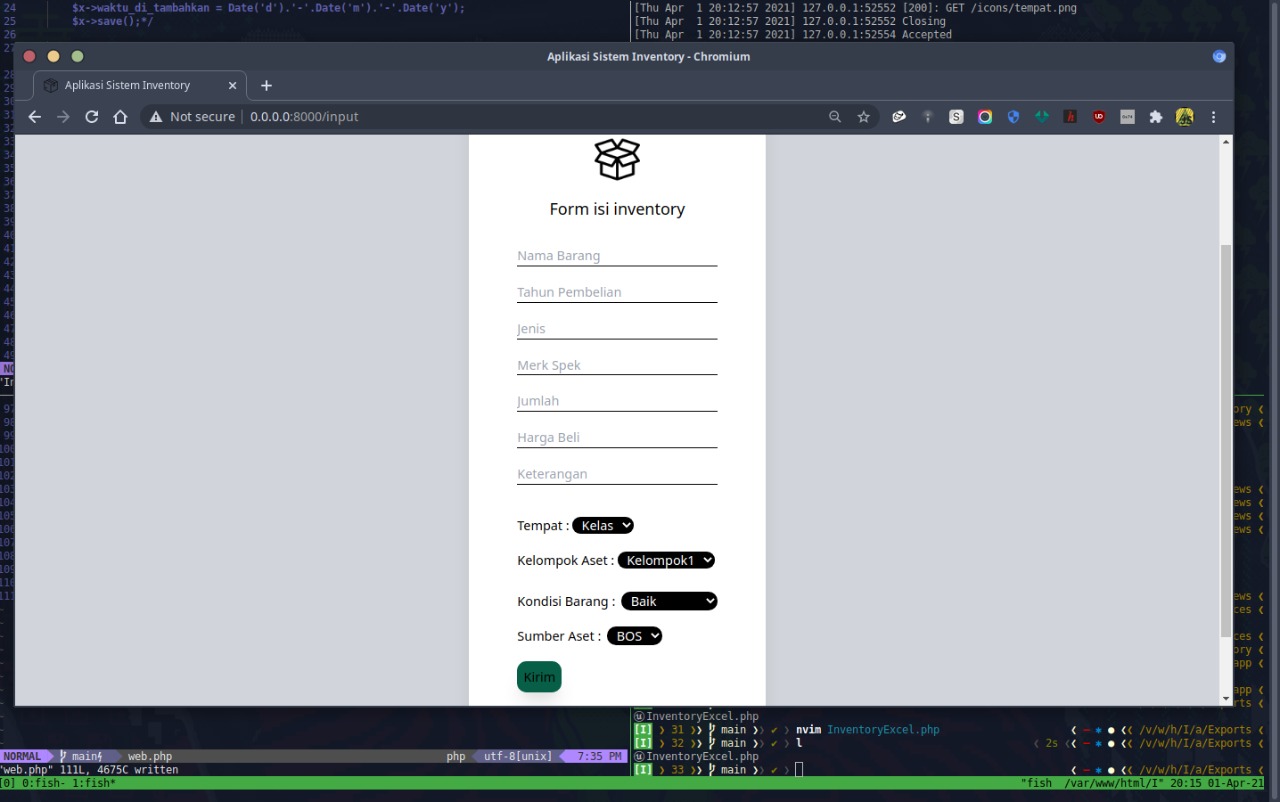 24 $x->waktu_di_tambahkan = Date('d').'-'.Date('m').'-'.Date('y');
25 $x->save();*/
26
27
[Thu Apr 1 20:12:57 2021] 127.0.0.1:52552 [200]: GET /icons/tempat.png
[Thu Apr 1 20:12:57 2021] 127.0.0.1:52552 Closing
[Thu Apr 1 20:12:57 2021] 127.0.0.1:52554 Accepted
Aplikasi Sistem Inventory - Chromium
Aplikasi Sistem Inventory
Not secure
0.0.0.0:8000/input
Form isi inventory
Nama Barang
Tahun Pembelian
Jenis
Merk Spek
Jumlah
Harga Beli
Keterangan
Tempat : Kelas
Kelompok Aset : Kelompok1
Kondisi Barang : Baik
Sumber Aset : BOS
Kirim
InventoryExcel.php
[I] 31 main ✔ nvim InventoryExcel.php /v/w/h/I/a/Exports
[I] 32 main ✔ l 2s /v/w/h/I/a/Exports
InventoryExcel.php
[I] 33 main ✔ /v/w/h/I/a/Exports
NORMAL main web.php php utf-8[unix] 7:35 PM
"web.php" 111L, 4675C written
[0] 0:fish- 1:fish* "fish /var/www/html/I" 20:15 01-Apr-21